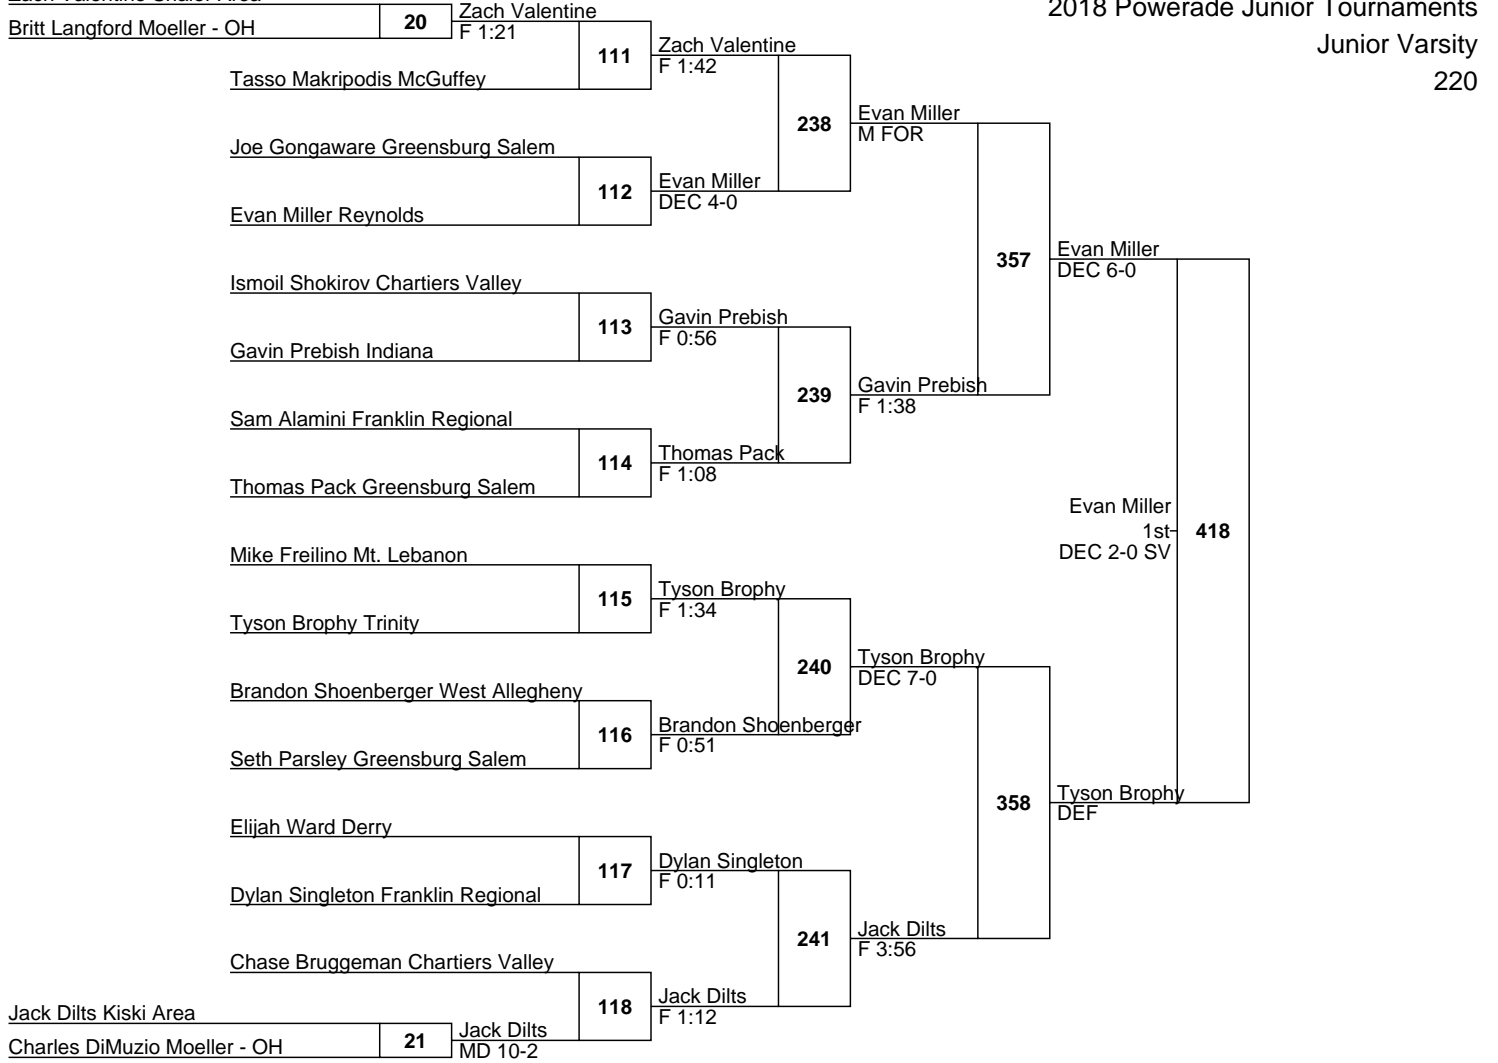 Zach Valentine Shaler Area
Britt Langford Moeller - OH
20
Zach Valentine
F 1:21
2018 Powerade Junior Tournaments
Junior Varsity
220
111
Zach Valentine
F 1:42
Tasso Makripodis McGuffey
238
Evan Miller
M FOR
Joe Gongaware Greensburg Salem
112
Evan Miller
DEC 4-0
Evan Miller Reynolds
357
Evan Miller
DEC 6-0
Ismoil Shokirov Chartiers Valley
113
Gavin Prebish
F 0:56
Gavin Prebish Indiana
239
Gavin Prebish
F 1:38
Sam Alamini Franklin Regional
114
Thomas Pack
F 1:08
Thomas Pack Greensburg Salem
Evan Miller
1st
DEC 2-0 SV
418
Mike Freilino Mt. Lebanon
115
Tyson Brophy
F 1:34
Tyson Brophy Trinity
240
Tyson Brophy
DEC 7-0
Brandon Shoenberger West Allegheny
116
Brandon Shoenberger
F 0:51
Seth Parsley Greensburg Salem
358
Tyson Brophy
DEF
Elijah Ward Derry
117
Dylan Singleton
F 0:11
Dylan Singleton Franklin Regional
241
Jack Dilts
F 3:56
Chase Bruggeman Chartiers Valley
118
Jack Dilts
F 1:12
Jack Dilts Kiski Area
21
Jack Dilts
MD 10-2
Charles DiMuzio Moeller - OH